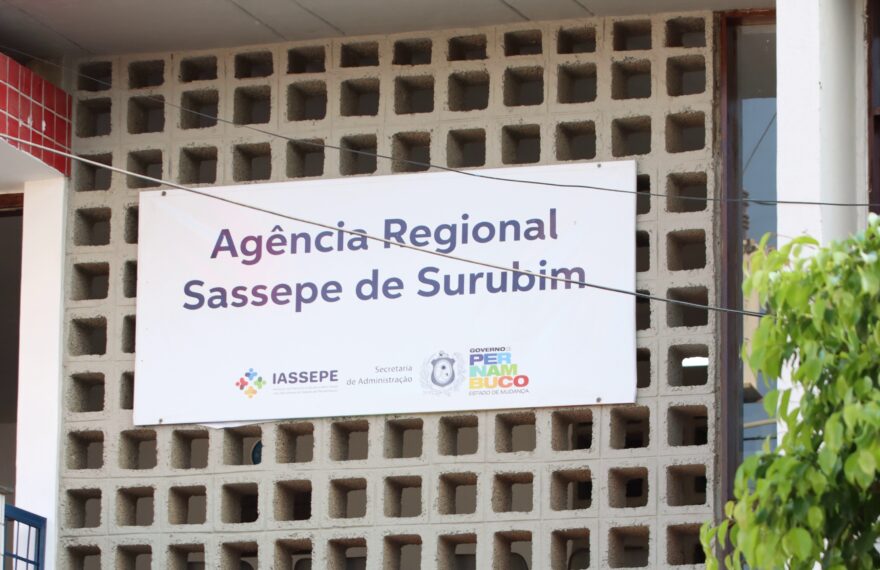 Agência Regional
Sassepe de Surubim
IASSEPE
Secretaria
de Administração
GOVERNO DE
PER
NAM
BUCO
ESTADO DE MUDANÇA